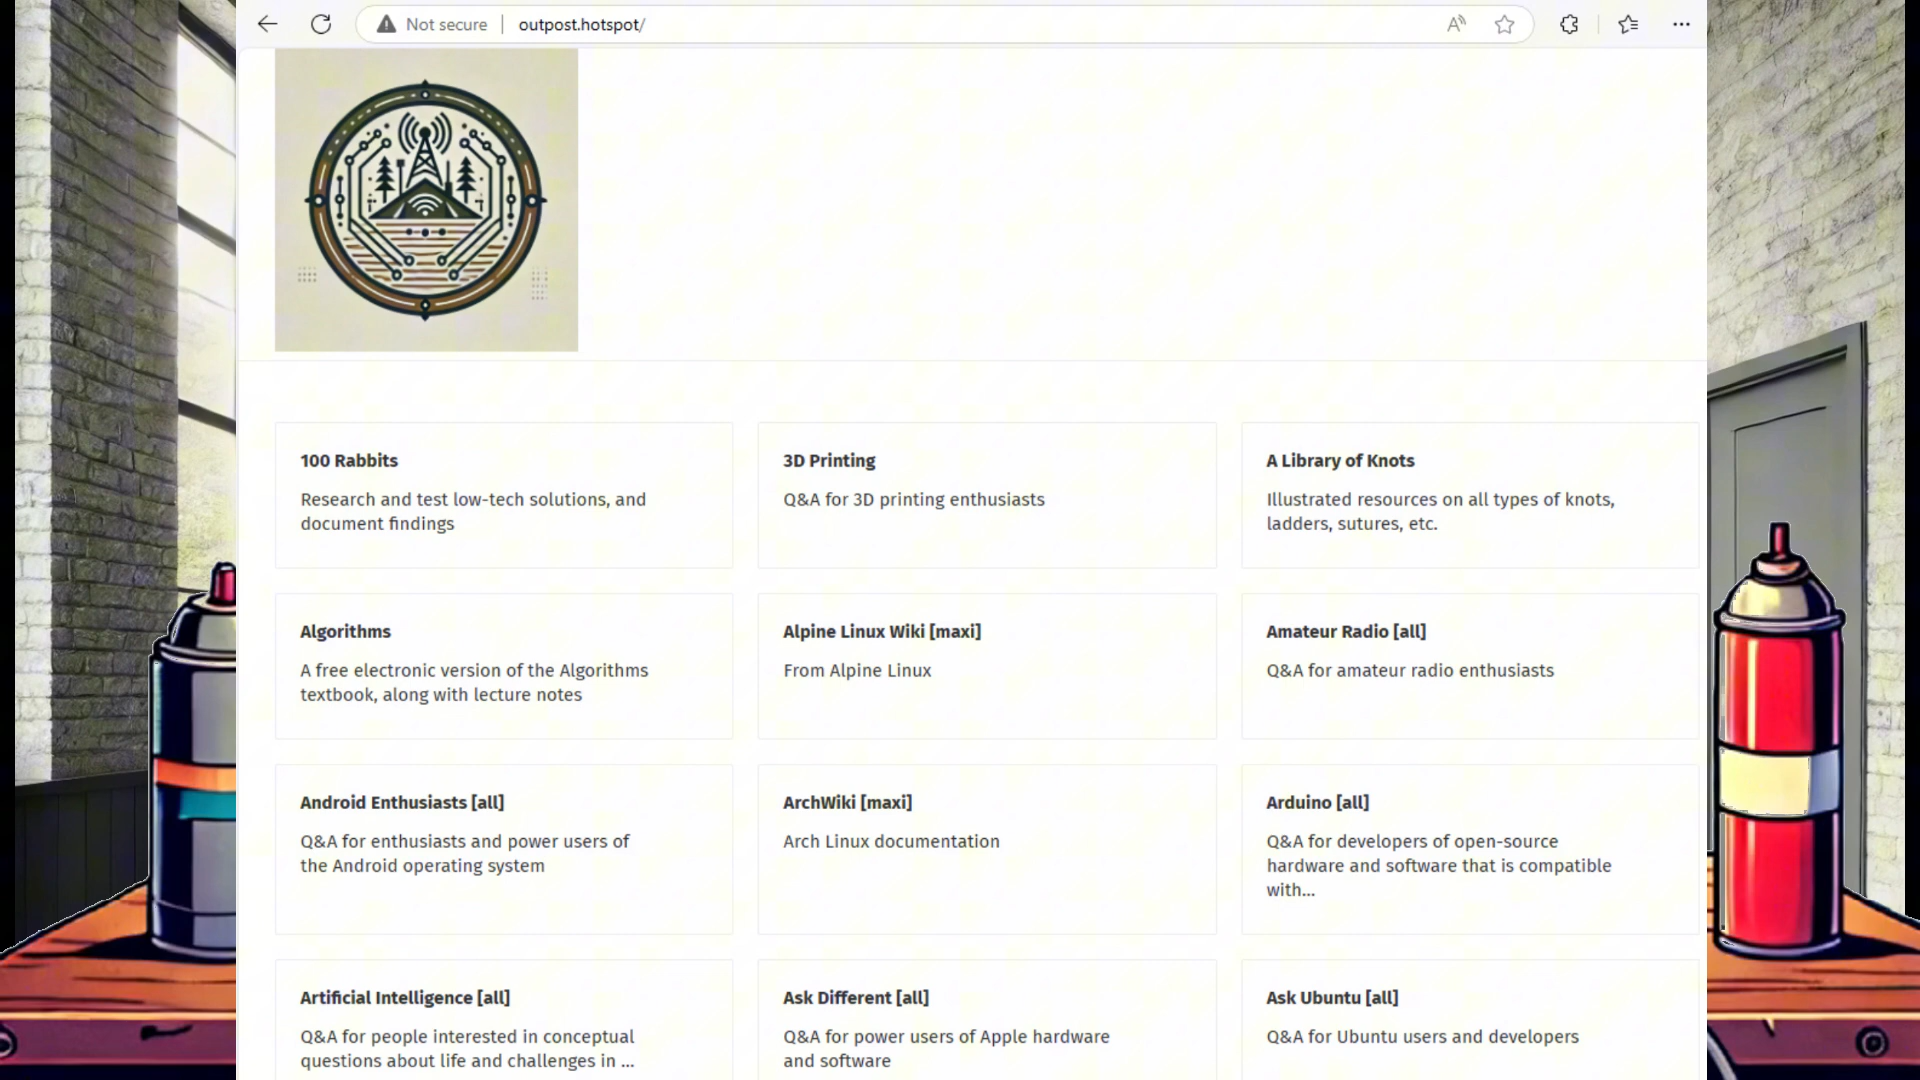 Not secure
outpost.hotspot/
100 Rabbits
Research and test low-tech solutions, and
document findings
3D Printing
Q&A for 3D printing enthusiasts
A Library of Knots
Illustrated resources on all types of knots,
ladders, sutures, etc.
Algorithms
A free electronic version of the Algorithms
textbook, along with lecture notes
Alpine Linux Wiki [maxi]
From Alpine Linux
Amateur Radio [all]
Q&A for amateur radio enthusiasts
Android Enthusiasts [all]
Q&A for enthusiasts and power users of
the Android operating system
ArchWiki [maxi]
Arch Linux documentation
Arduino [all]
Q&A for developers of open-source
hardware and software that is compatible
with...
Artificial Intelligence [all]
Q&A for people interested in conceptual
questions about life and challenges in ...
Ask Different [all]
Q&A for power users of Apple hardware
and software
Ask Ubuntu [all]
Q&A for Ubuntu users and developers